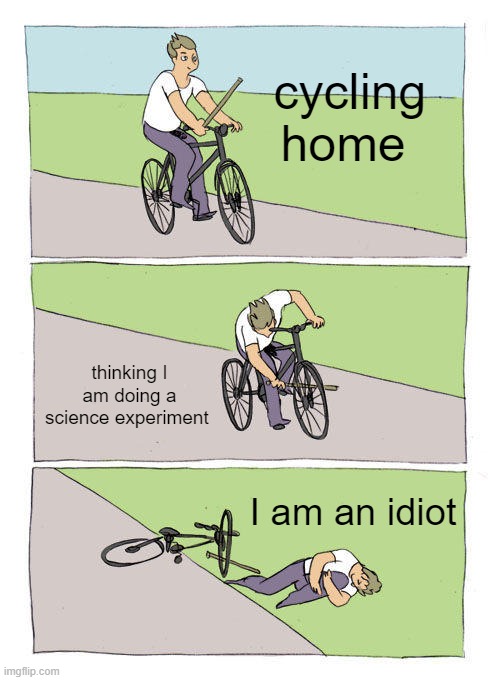 cycling
home
thinking I
am doing a
science experiment
I am an idiot
imgflip.com